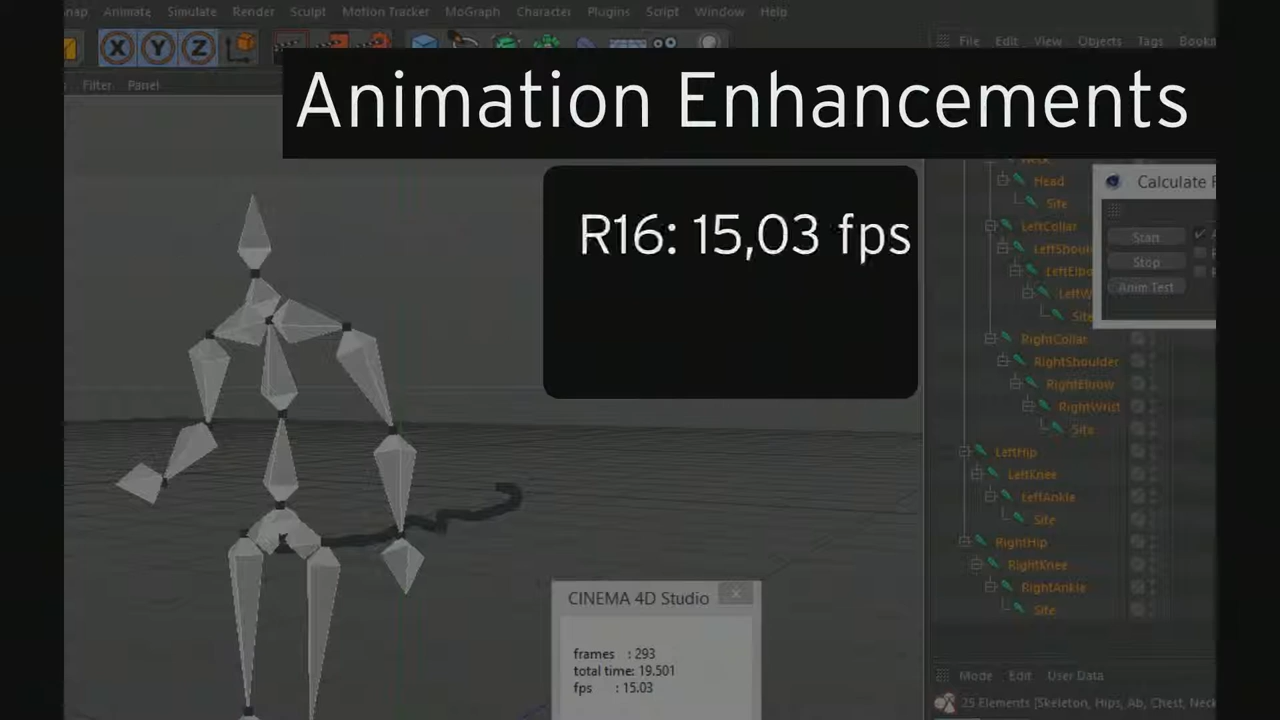 Animate Simulate Render Sculpt Motion Tracker MoGraph Character Plugins Script Window Help
X Y Z
File Edit View Objects Tags
Filter Panel
Animation Enhancements
R16: 15,03 fps
Head
Site
LeftCollar
RightCollar
RightShoulder
RightElbow
RightWrist
Site
LeftHip
LeftKnee
LeftAnkle
Site
RightHip
RightKnee
RightAnkle
Site
Calculate
Start
Stop
Anim Test
CINEMA 4D Studio
frames : 293
total time: 19.501
fps : 15.03
Mode Edit User Data
25 Elements [Skeleton, Hips, Ab, Chest, Neck